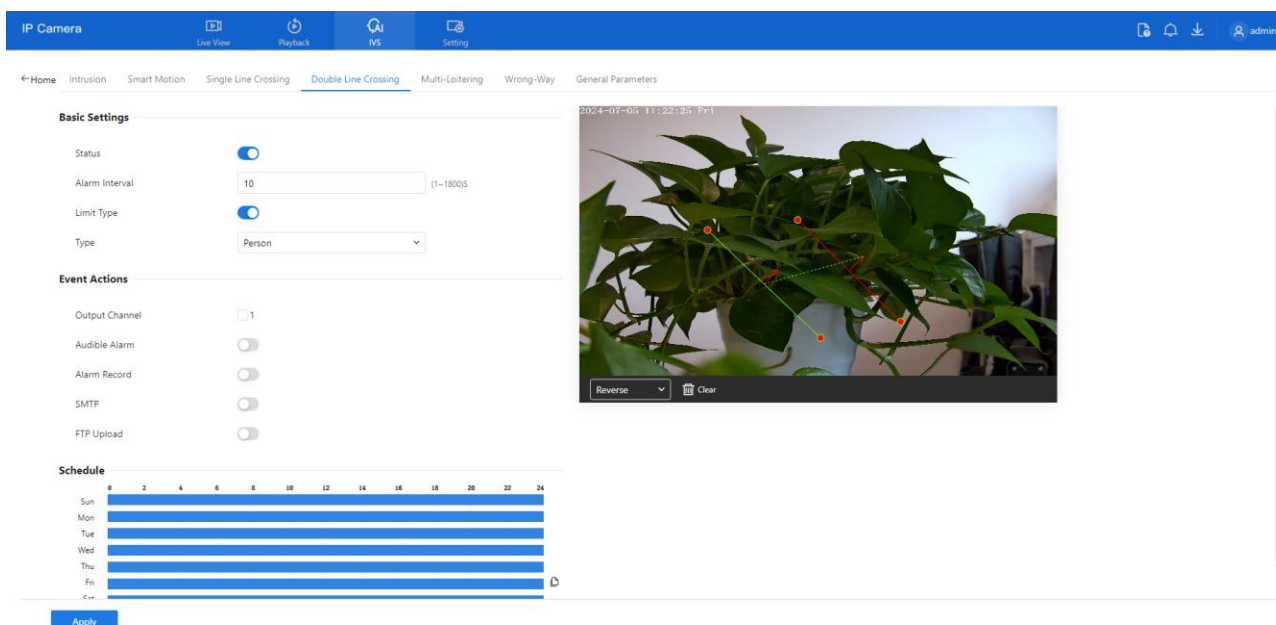 IP Camera
Live View
Playback
AI
IVS
Setting
admin
←Home Intrusion Smart Motion Single Line Crossing Double Line Crossing Multi-Loitering Wrong-Way General Parameters
Basic Settings
Status
Alarm Interval 10 (1~1800)S
Limit Type
Type Person
Event Actions
Output Channel 1
Audible Alarm
Alarm Record
SMTP
FTP Upload
Schedule
0 2 4 6 8 10 12 14 16 18 20 22 24
Sun
Mon
Tue
Wed
Thu
Fri
Sat
Apply
2024-07-05 11:22:25 Fri
Reverse Clear